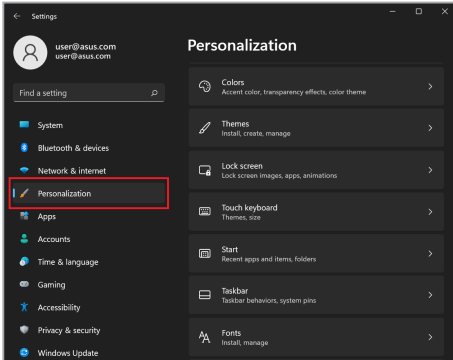 Settings
user@asus.com
user@asus.com
Find a setting
System
Bluetooth & devices
Network & internet
Personalization
Apps
Accounts
Time & language
Gaming
Accessibility
Privacy & security
Windows Update
Personalization
Colors
Accent color, transparency effects, color theme
Themes
Install, create, manage
Lock screen
Lock screen images, apps, animations
Touch keyboard
Themes, size
Start
Recent apps and items, folders
Taskbar
Taskbar behaviors, system pins
Fonts
Install, manage